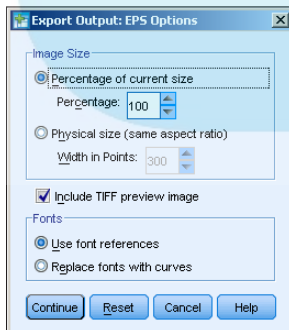 Export Output: EPS Options
Image Size
Percentage of current size
Percentage: 100
Physical size (same aspect ratio)
Width in Points: 300
Include TIFF preview image
Fonts
Use font references
Replace fonts with curves
Continue Reset Cancel Help